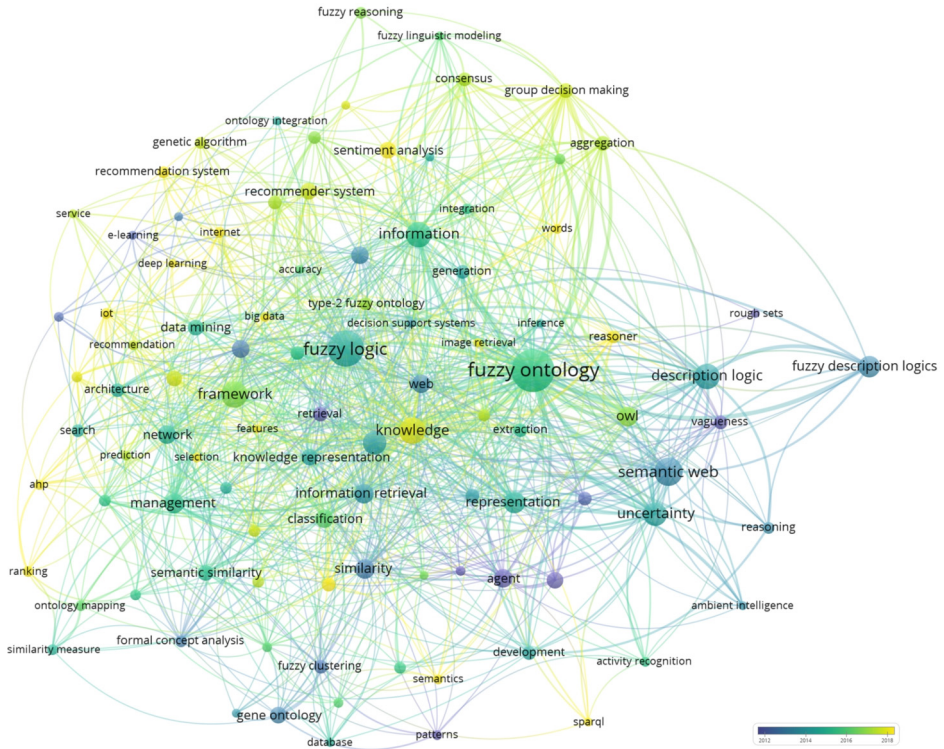 fuzzy reasoning
fuzzy linguistic modeling
consensus
group decision making
ontology integration
genetic algorithm
aggregation
sentiment analysis
recommendation system
recommender system
service
integration
e-learning
internet
information
words
deep learning
accuracy
generation
type-2 fuzzy ontology
iot
big data
rough sets
data mining
decision support systems
inference
recommendation
image retrieval
reasoner
fuzzy logic
fuzzy ontology
description logic
fuzzy description logics
architecture
web
framework
retrieval
owl
vagueness
search
network
features
knowledge
extraction
prediction
selection
knowledge representation
semantic web
ahp
management
information retrieval
representation
classification
uncertainty
reasoning
ranking
semantic similarity
similarity
agent
ontology mapping
ambient intelligence
similarity measure
formal concept analysis
fuzzy clustering
development
activity recognition
semantics
gene ontology
sparql
database
patterns
2012
2014
2016
2018